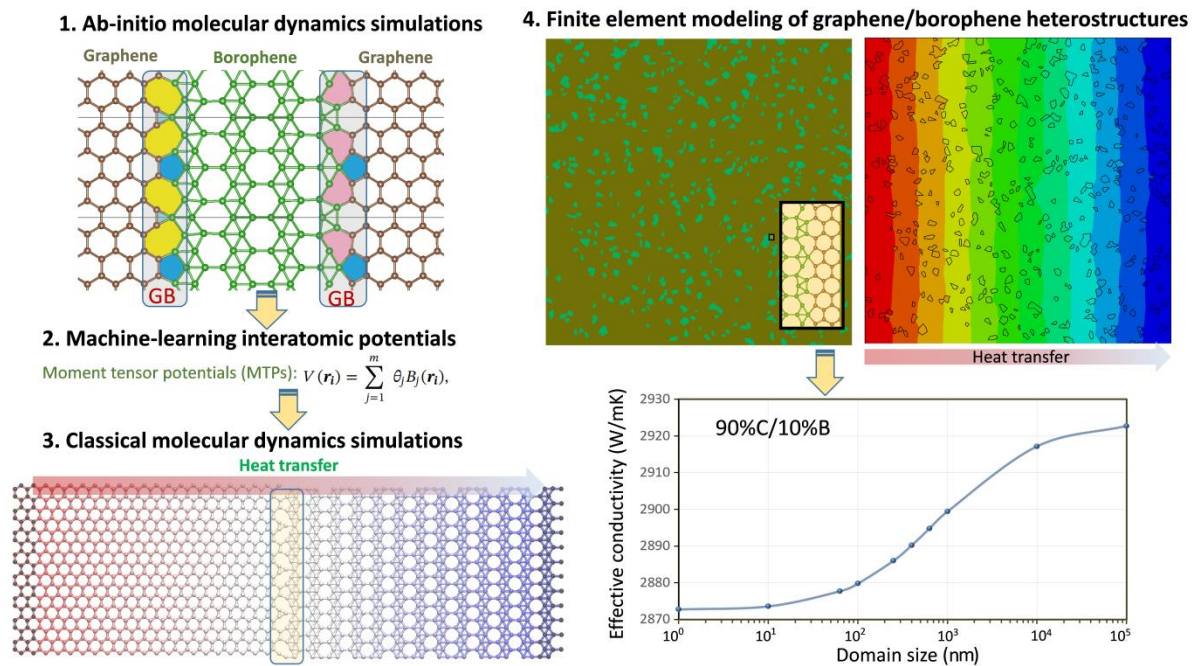 1. Ab-initio molecular dynamics simulations
Graphene Borophene Graphene
GB GB
2. Machine-learning interatomic potentials
Moment tensor potentials (MTPs): V(rᵢ) = ∑ⱼ₌₁ᵐ θⱼBⱼ(rᵢ),
3. Classical molecular dynamics simulations
Heat transfer
4. Finite element modeling of graphene/borophene heterostructures
Heat transfer
Effective conductivity (W/mK)
2930
2920
2910
2900
2890
2880
2870
90%C/10%B
10⁰ 10¹ 10² 10³ 10⁴ 10⁵
Domain size (nm)